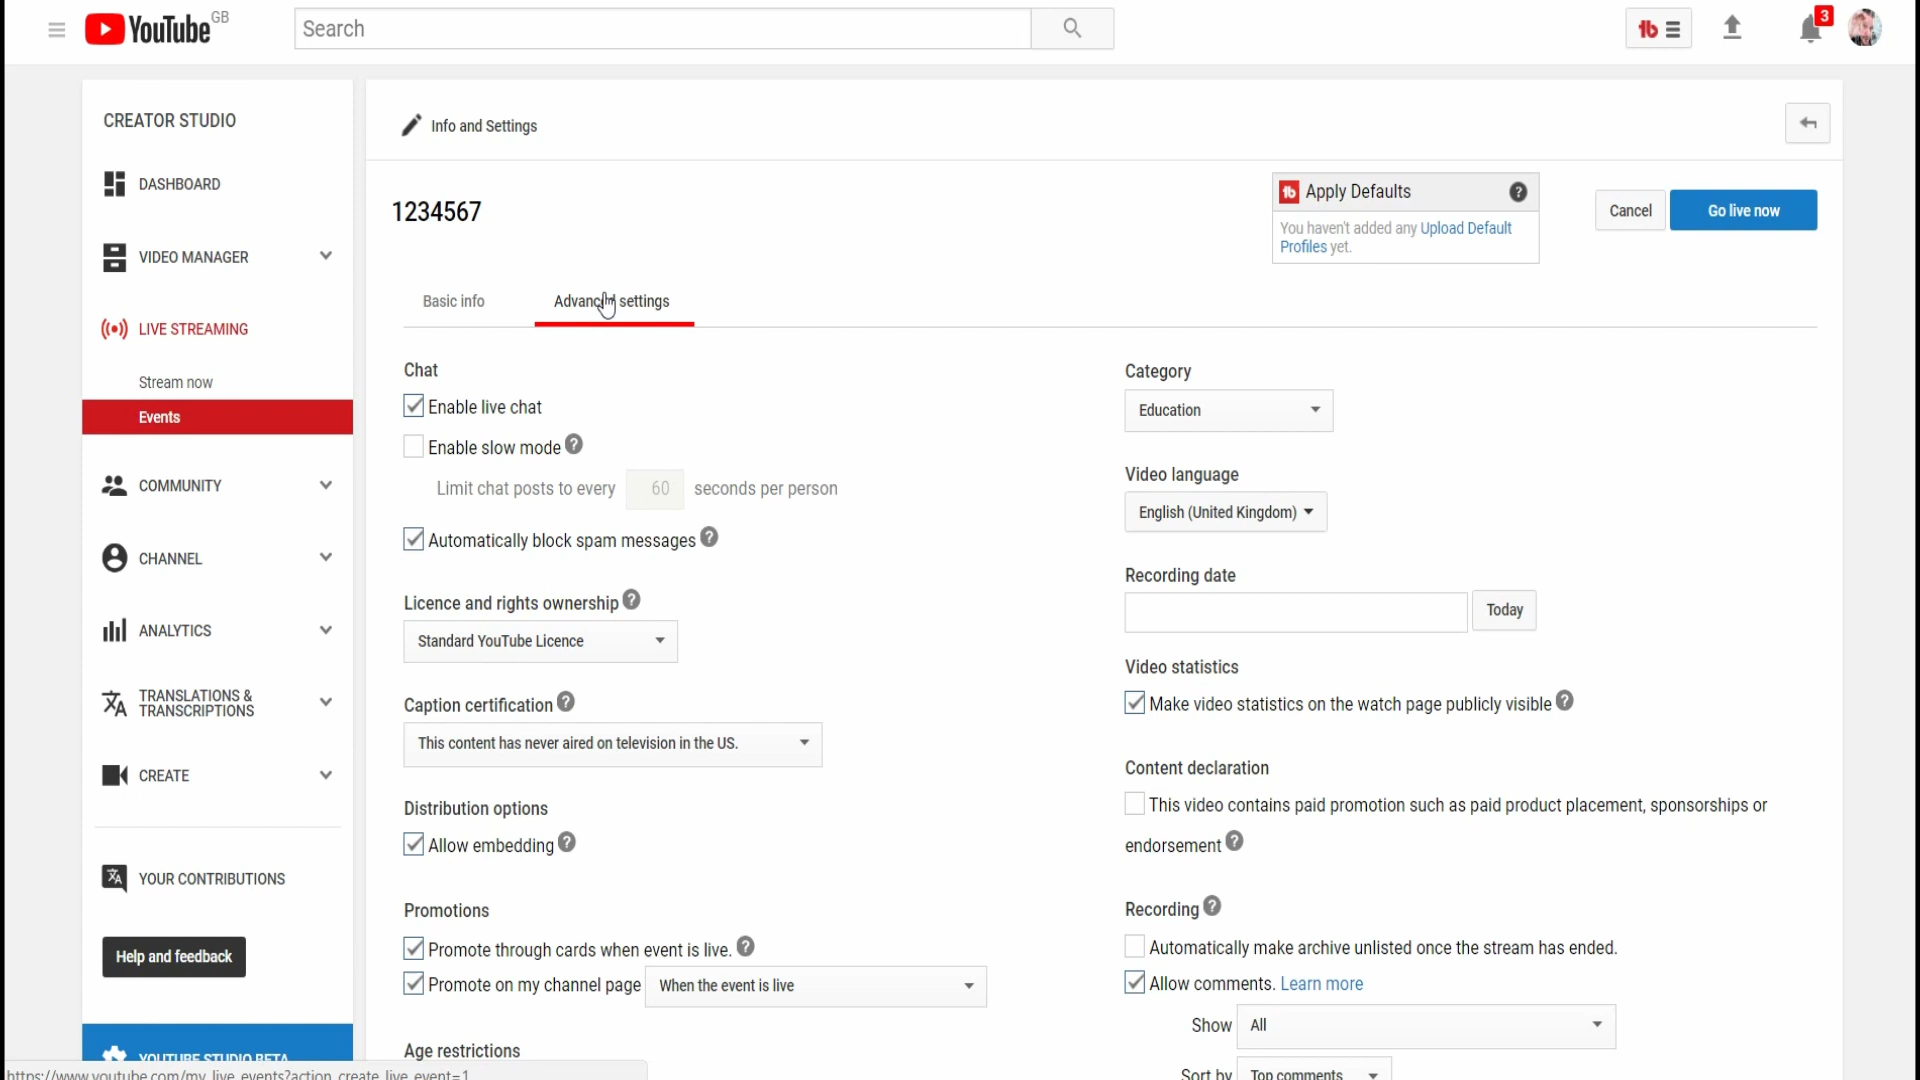 YouTube GB
Search
3
CREATOR STUDIO
DASHBOARD
VIDEO MANAGER
LIVE STREAMING
Stream now
Events
COMMUNITY
CHANNEL
ANALYTICS
TRANSLATIONS &
TRANSCRIPTIONS
CREATE
YOUR CONTRIBUTIONS
Help and feedback
YOUTUBE STUDIO BETA
https://www.youtube.com/my_live_events?action_create_live_event=1
Info and Settings
1234567
Apply Defaults
You haven't added any Upload Default
Profiles yet.
Cancel
Go live now
Basic info
Advanced settings
Chat
Enable live chat
Enable slow mode
Limit chat posts to every 60 seconds per person
Automatically block spam messages
Licence and rights ownership
Standard YouTube Licence
Caption certification
This content has never aired on television in the US.
Distribution options
Allow embedding
Promotions
Promote through cards when event is live.
Promote on my channel page When the event is live
Age restrictions
Category
Education
Video language
English (United Kingdom)
Recording date
Today
Video statistics
Make video statistics on the watch page publicly visible
Content declaration
This video contains paid promotion such as paid product placement, sponsorships or
endorsement
Recording
Automatically make archive unlisted once the stream has ended.
Allow comments. Learn more
Show All
Sort by Top comments